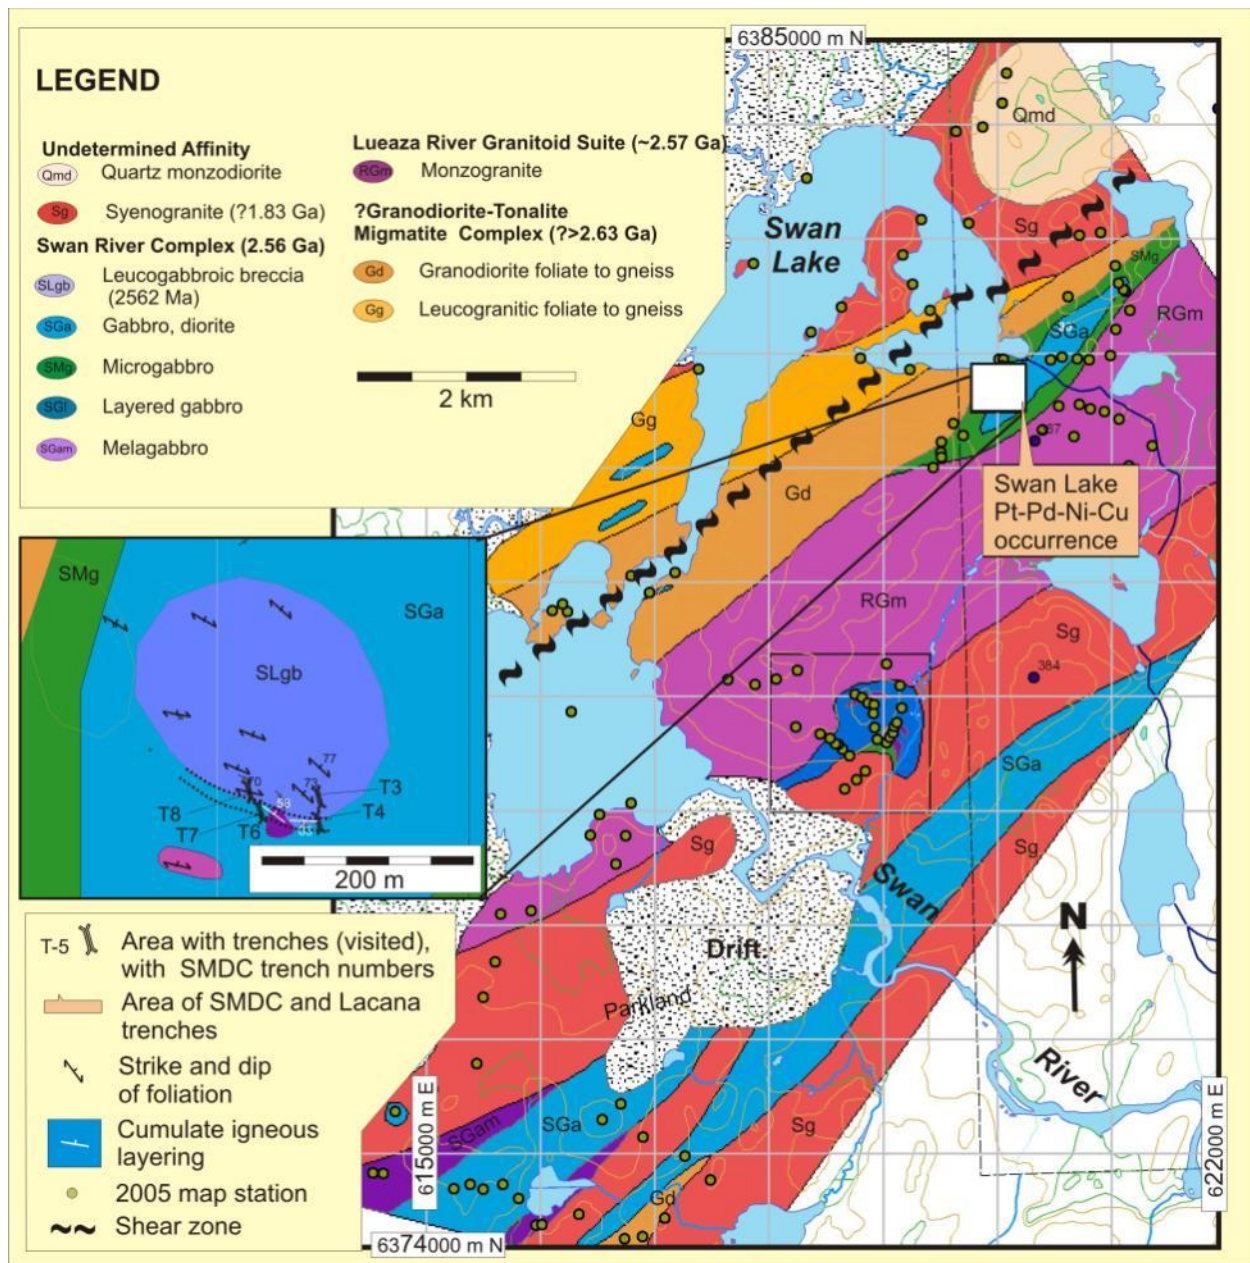 6385000 m N
LEGEND
Undetermined Affinity
Qmd Quartz monzodiorite
Sg Syenogranite (?1.83 Ga)
Swan River Complex (2.56 Ga)
SLgb Leucogabbroic breccia
(2562 Ma)
SGa Gabbro, diorite
SMg Microgabbro
SGl Layered gabbro
SGam Melagabbro
Lueaza River Granitoid Suite (~2.57 Ga)
RGm Monzogranite
?Granodiorite-Tonalite
Migmatite Complex (?>2.63 Ga)
Gd Granodiorite foliate to gneiss
Gg Leucogranitic foliate to gneiss
2 km
Qmd
Swan
Lake
Sg
SMg
RGm
SGa
Gg
Gd
Swan Lake
Pt-Pd-Ni-Cu
occurrence
RGm
Sg
384
SGa
Sg
Sg
Swan
Drift
Parkland
N
River
SGam
SGa
Sg
Gd
615000 m E
622000 m E
6374000 m N
SMg
SGa
SLgb
77
70
73
58
T3
T8
T4
T7
T6
200 m
T-5 Area with trenches (visited),
with SMDC trench numbers
Area of SMDC and Lacana
trenches
Strike and dip
of foliation
Cumulate igneous
layering
2005 map station
Shear zone